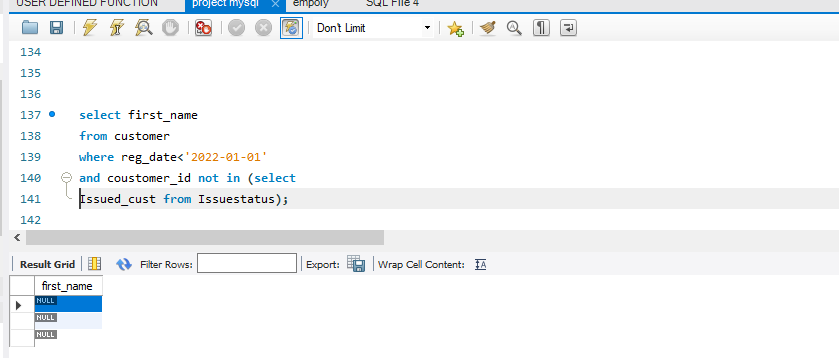 USER DEFINED FUNCTION project mysql empoly SQL File 4
Don't Limit
134
135
136
137 select first_name
138 from customer
139 where reg_date<'2022-01-01'
140 and coustomer_id not in (select
141 Issued_cust from Issuestatus);
142
Result Grid Filter Rows: Export: Wrap Cell Content:
first_name
NULL
NULL
NULL